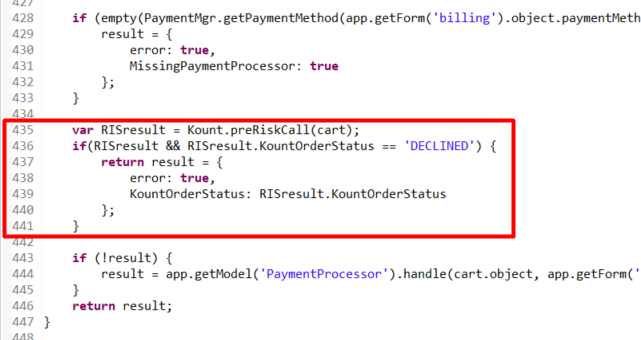 427
428 if (empty(PaymentMgr.getPaymentMethod(app.getForm('billing').object.paymentMeth
429 result = {
430 error: true,
431 MissingPaymentProcessor: true
432 };
433 }
434
435 var RISresult = Kount.preRiskCall(cart);
436 if(RISresult && RISresult.KountOrderStatus == 'DECLINED') {
437 return result = {
438 error: true,
439 KountOrderStatus: RISresult.KountOrderStatus
440 };
441 }
442
443 if (!result) {
444 result = app.getModel('PaymentProcessor').handle(cart.object, app.getForm('
445 }
446 return result;
447 }
448